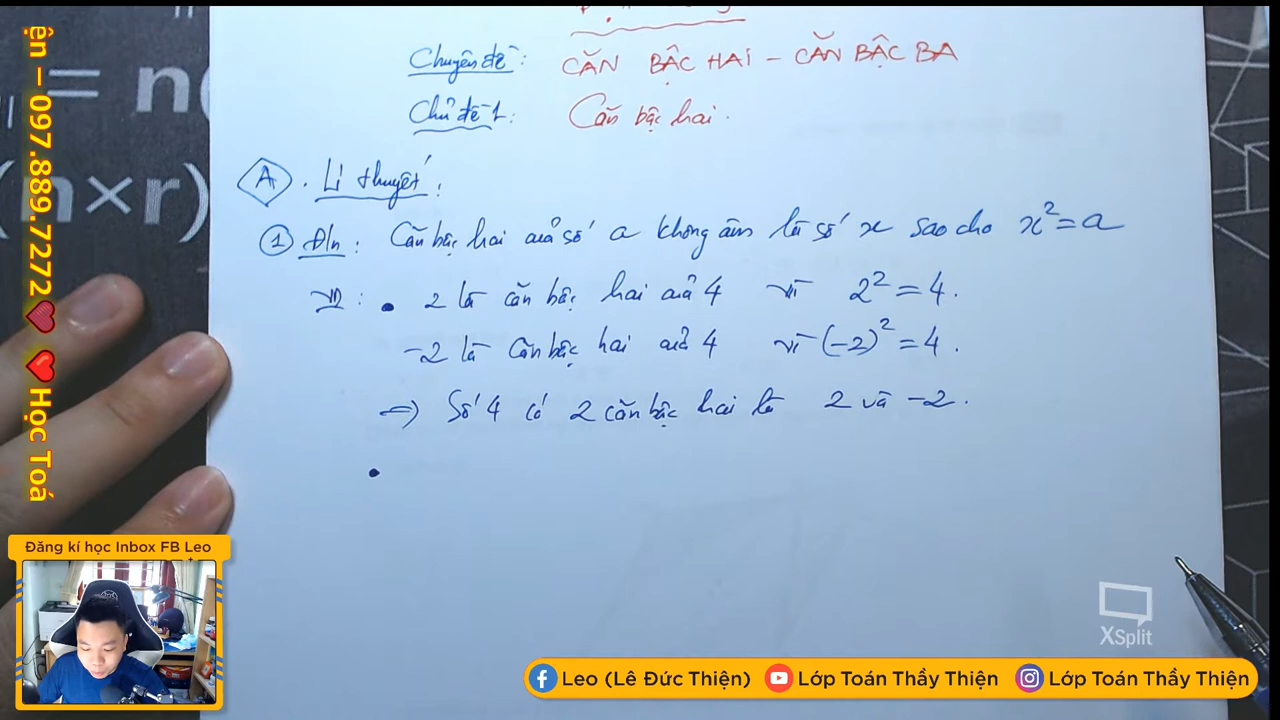 Chuyên đề: CĂN BẬC HAI – CĂN BẬC BA
Chủ đề 1: Căn bậc hai.
A. Lí thuyết:
1 Đ/n: Căn bậc hai của số a không âm là số x sao cho x² = a
VD: • 2 là căn bậc hai của 4 vì 2² = 4.
-2 là căn bậc hai của 4 vì (-2)² = 4.
=> Số 4 có 2 căn bậc hai là 2 và -2.
•
= n(
(n×r)
ện – 097.889.7272❤️ ❤️ Học Toá
Đăng kí học Inbox FB Leo
XSplit
Leo (Lê Đức Thiện) Lớp Toán Thầy Thiện Lớp Toán Thầy Thiện